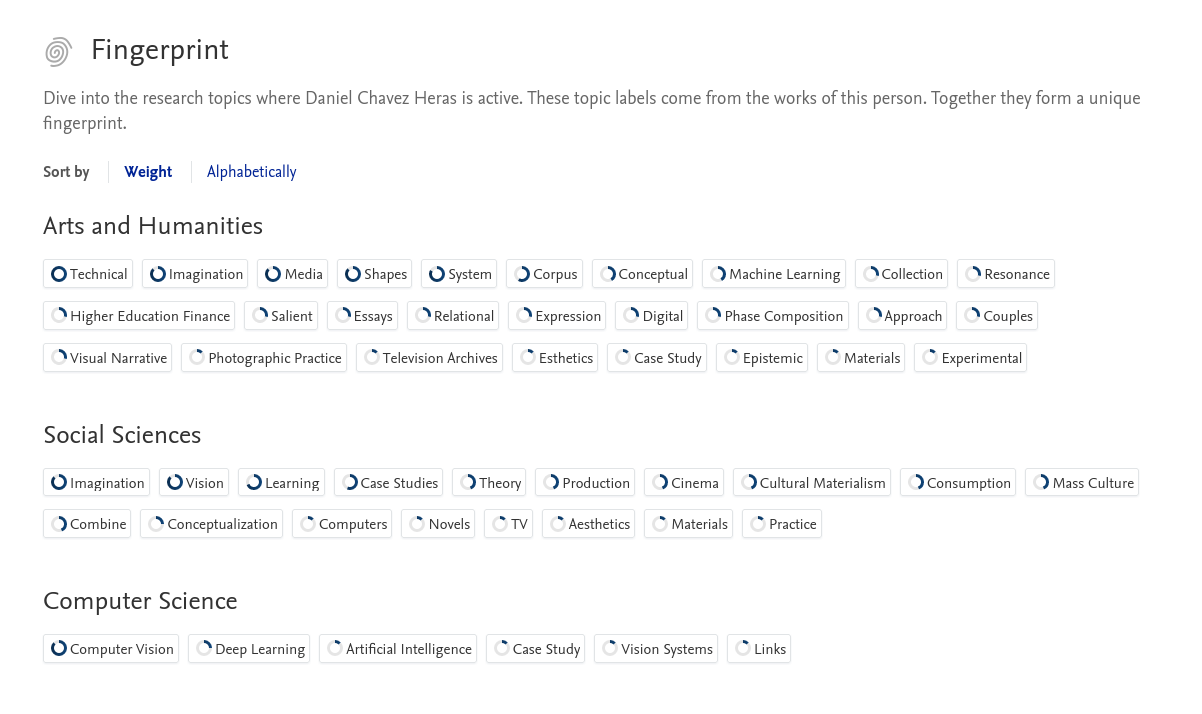 Fingerprint
Dive into the research topics where Daniel Chavez Heras is active. These topic labels come from the works of this person. Together they form a unique
fingerprint.
Sort by Weight Alphabetically
Arts and Humanities
Technical Imagination Media Shapes System Corpus Conceptual Machine Learning Collection Resonance
Higher Education Finance Salient Essays Relational Expression Digital Phase Composition Approach Couples
Visual Narrative Photographic Practice Television Archives Esthetics Case Study Epistemic Materials Experimental
Social Sciences
Imagination Vision Learning Case Studies Theory Production Cinema Cultural Materialism Consumption Mass Culture
Combine Conceptualization Computers Novels TV Aesthetics Materials Practice
Computer Science
Computer Vision Deep Learning Artificial Intelligence Case Study Vision Systems Links